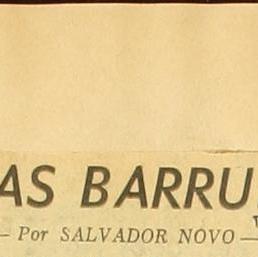 AS BARRU
— Por SALVADOR NOVO —